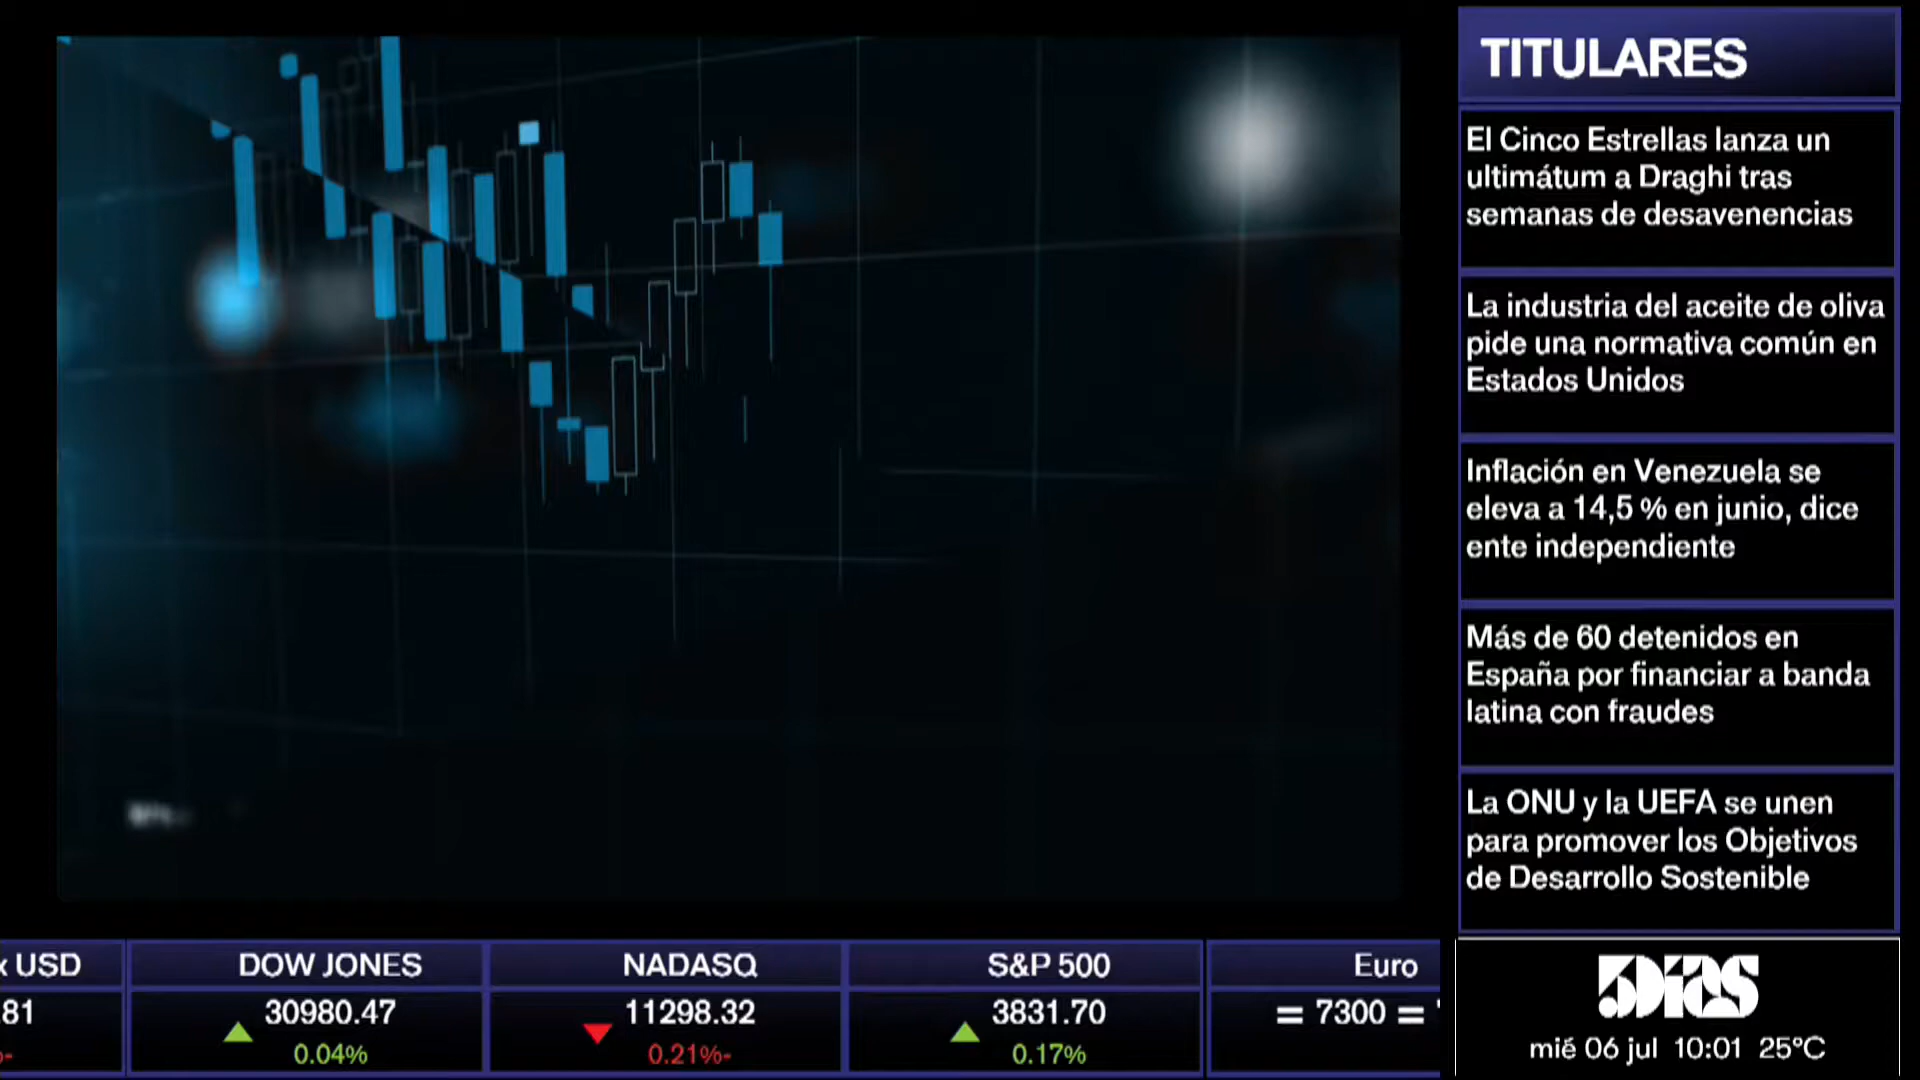 TITULARES
El Cinco Estrellas lanza un
ultimátum a Draghi tras
semanas de desavenencias
La industria del aceite de oliva
pide una normativa común en
Estados Unidos
Inflación en Venezuela se
eleva a 14,5 % en junio, dice
ente independiente
Más de 60 detenidos en
España por financiar a banda
latina con fraudes
La ONU y la UEFA se unen
para promover los Objetivos
de Desarrollo Sostenible
USD DOW JONES NADASQ S&P 500 Euro
81 30980.47 11298.32 3831.70 = 7300 =
0.04% 0.21%- 0.17%
5Días
mié 06 jul 10:01 25°C